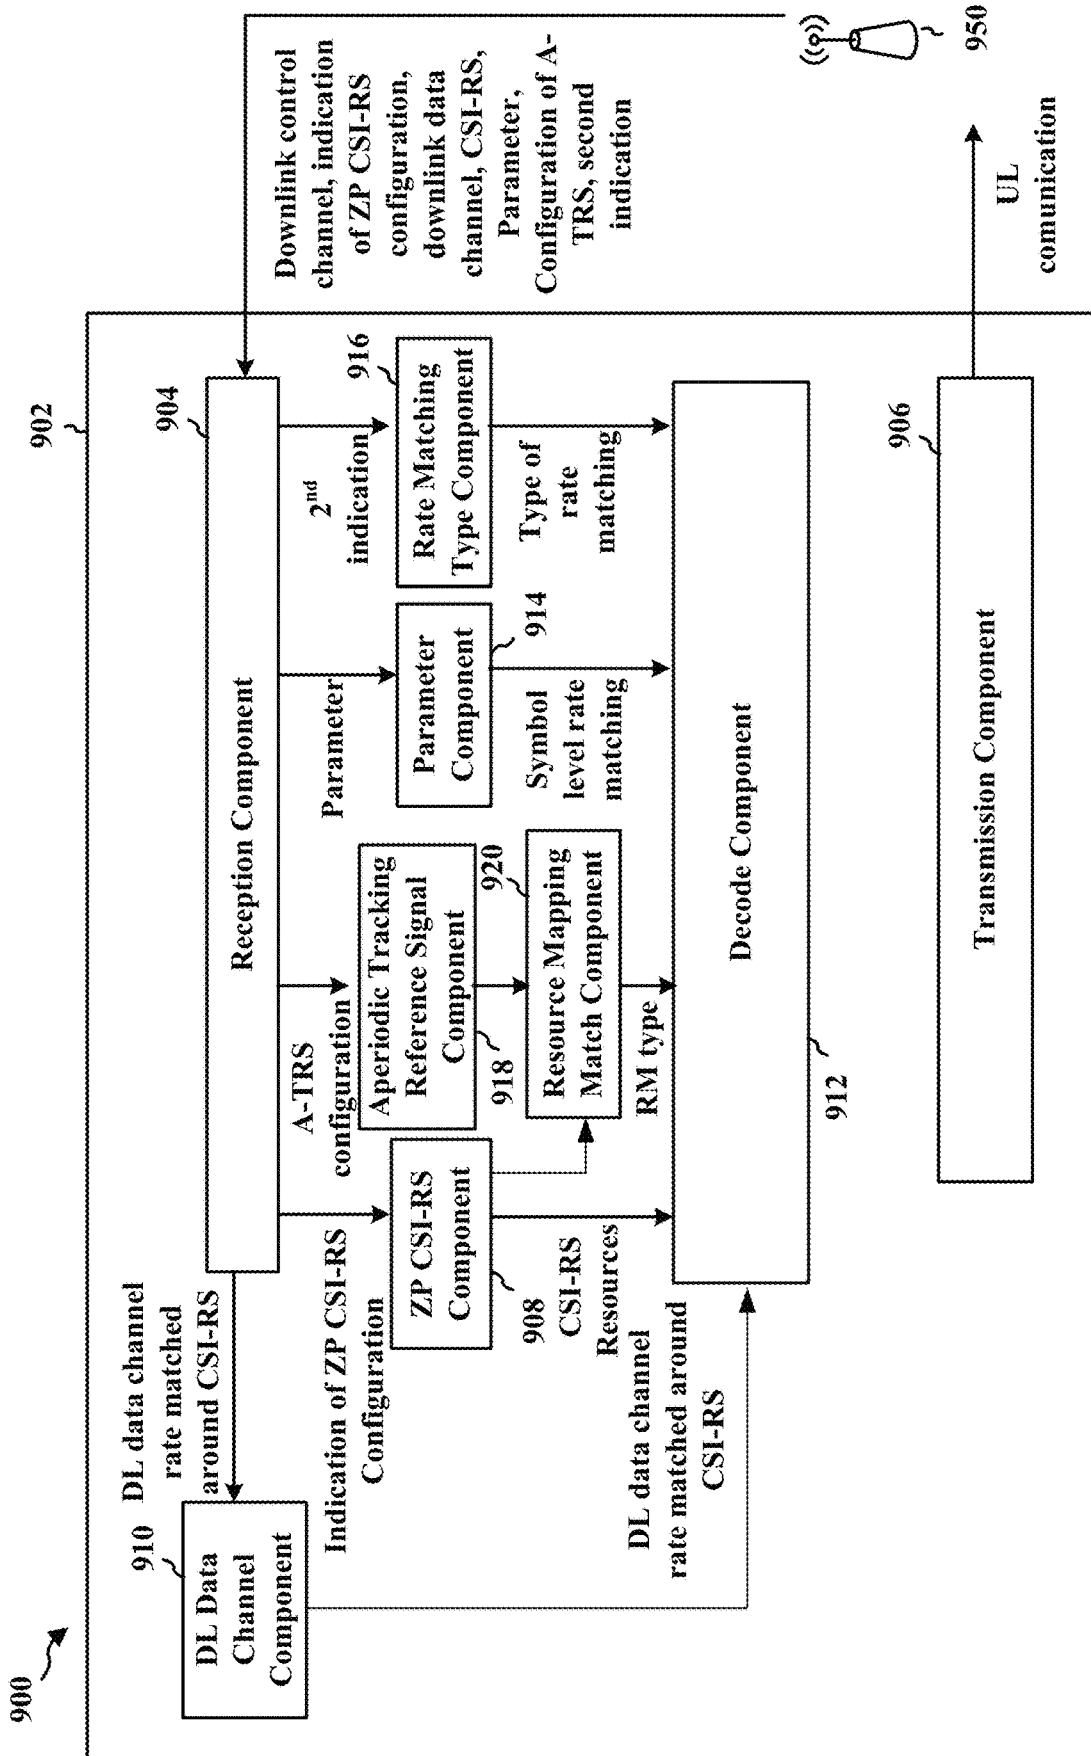 900
902
DL Data
Channel
Component
910
DL data channel
rate matched
around CSI-RS
Reception Component
904
Downlink control
channel, indication
of ZP CSI-RS
configuration,
downlink data
channel, CSI-RS,
Parameter,
Configuration of A-
TRS, second
indication
950
Indication of ZP CSI-RS
Configuration
A-TRS
configuration
Parameter
2nd
indication
ZP CSI-RS
Component
908
Aperiodic Tracking
Reference Signal
Component
918
Parameter
Component
914
Rate Matching
Type Component
916
CSI-RS
Resources
Resource Mapping
Match Component
920
RM type
Symbol
level rate
matching
Type of
rate
matching
DL data channel
rate matched around
CSI-RS
Decode Component
912
Transmission Component
906
UL
comunication